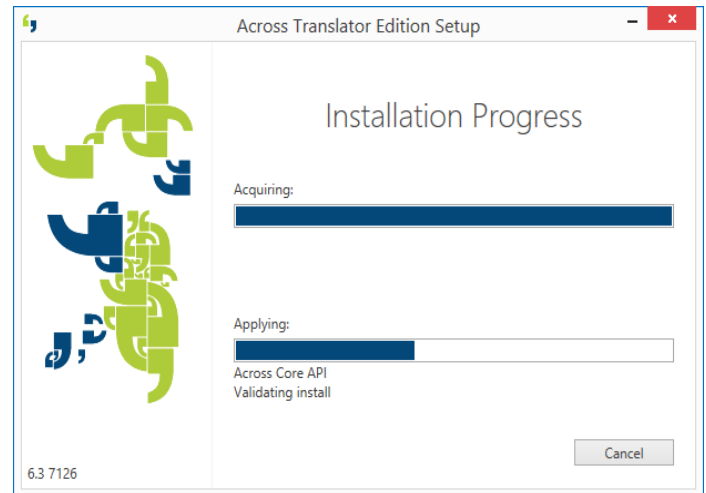 Across Translator Edition Setup
Installation Progress
Acquiring:
Applying:
Across Core API
Validating install
Cancel
6.3 7126